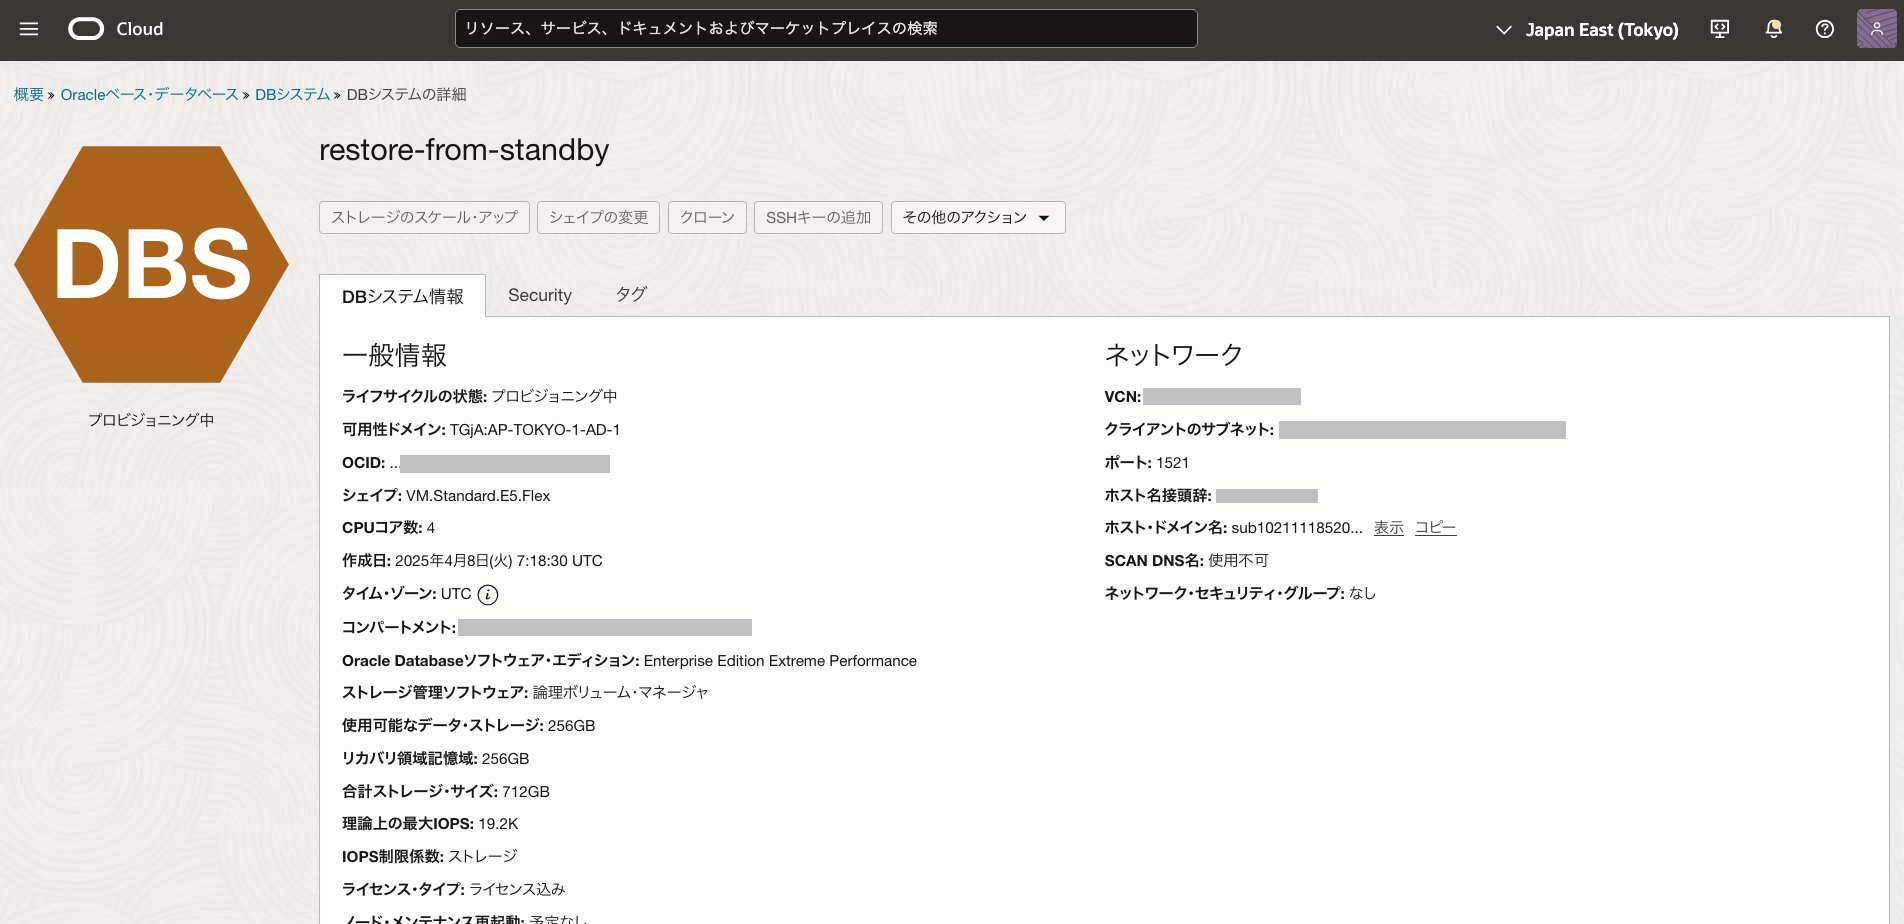 Cloud
リソース、サービス、ドキュメントおよびマーケットプレイスの検索
Japan East (Tokyo)
概要 » Oracleベース・データベース » DBシステム » DBシステムの詳細
DBS
プロビジョニング中
restore-from-standby
ストレージのスケール・アップ シェイプの変更 クローン SSHキーの追加 その他のアクション
DBシステム情報 Security タグ
一般情報
ライフサイクルの状態: プロビジョニング中
可用性ドメイン: TGjA:AP-TOKYO-1-AD-1
OCID: ...
シェイプ: VM.Standard.E5.Flex
CPUコア数: 4
作成日: 2025年4月8日(火) 7:18:30 UTC
タイム・ゾーン: UTC
コンパートメント:
Oracle Databaseソフトウェア・エディション: Enterprise Edition Extreme Performance
ストレージ管理ソフトウェア: 論理ボリューム・マネージャ
使用可能なデータ・ストレージ: 256GB
リカバリ領域記憶域: 256GB
合計ストレージ・サイズ: 712GB
理論上の最大IOPS: 19.2K
IOPS制限係数: ストレージ
ライセンス・タイプ: ライセンス込み
ノード・メンテナンス再起動: 予定なし
ネットワーク
VCN:
クライアントのサブネット:
ポート: 1521
ホスト名接頭辞:
ホスト・ドメイン名: sub10211118520... 表示 コピー
SCAN DNS名: 使用不可
ネットワーク・セキュリティ・グループ: なし